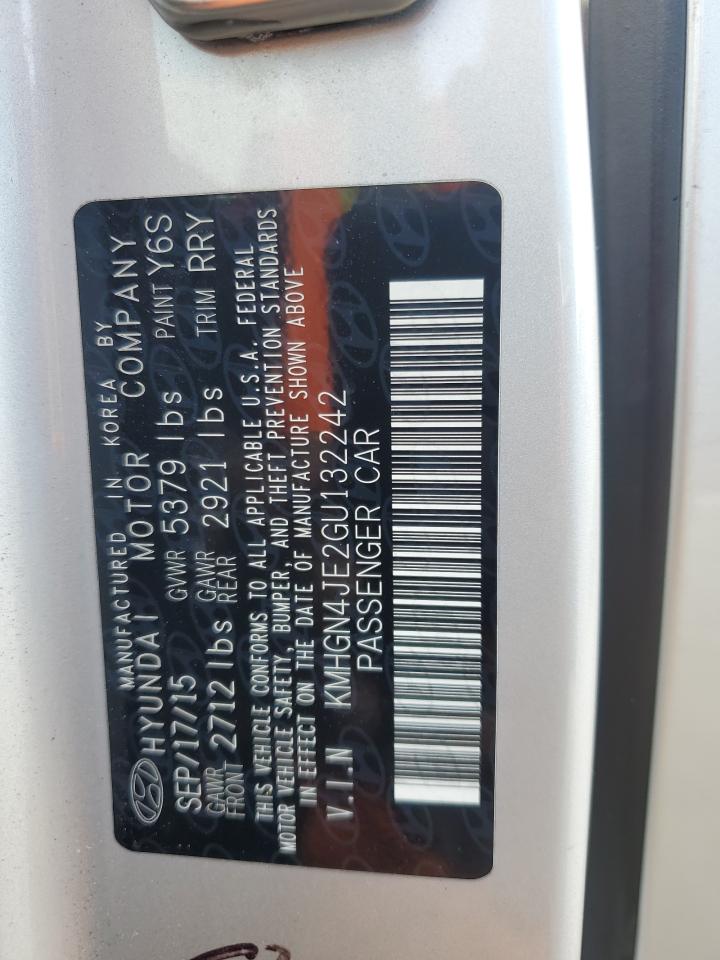 MANUFACTURED IN KOREA BY
HYUNDAI MOTOR COMPANY
SEP/17/15 GVWR 5379 lbs PAINT Y6S
GAWR FRONT 2712 lbs GAWR REAR 2921 lbs TRIM RRY
THIS VEHICLE CONFORMS TO ALL APPLICABLE U.S.A. FEDERAL
MOTOR VEHICLE SAFETY, BUMPER, AND THEFT PREVENTION STANDARDS
IN EFFECT ON THE DATE OF MANUFACTURE SHOWN ABOVE
V.I.N KMHGN4JE2GU132242
PASSENGER CAR